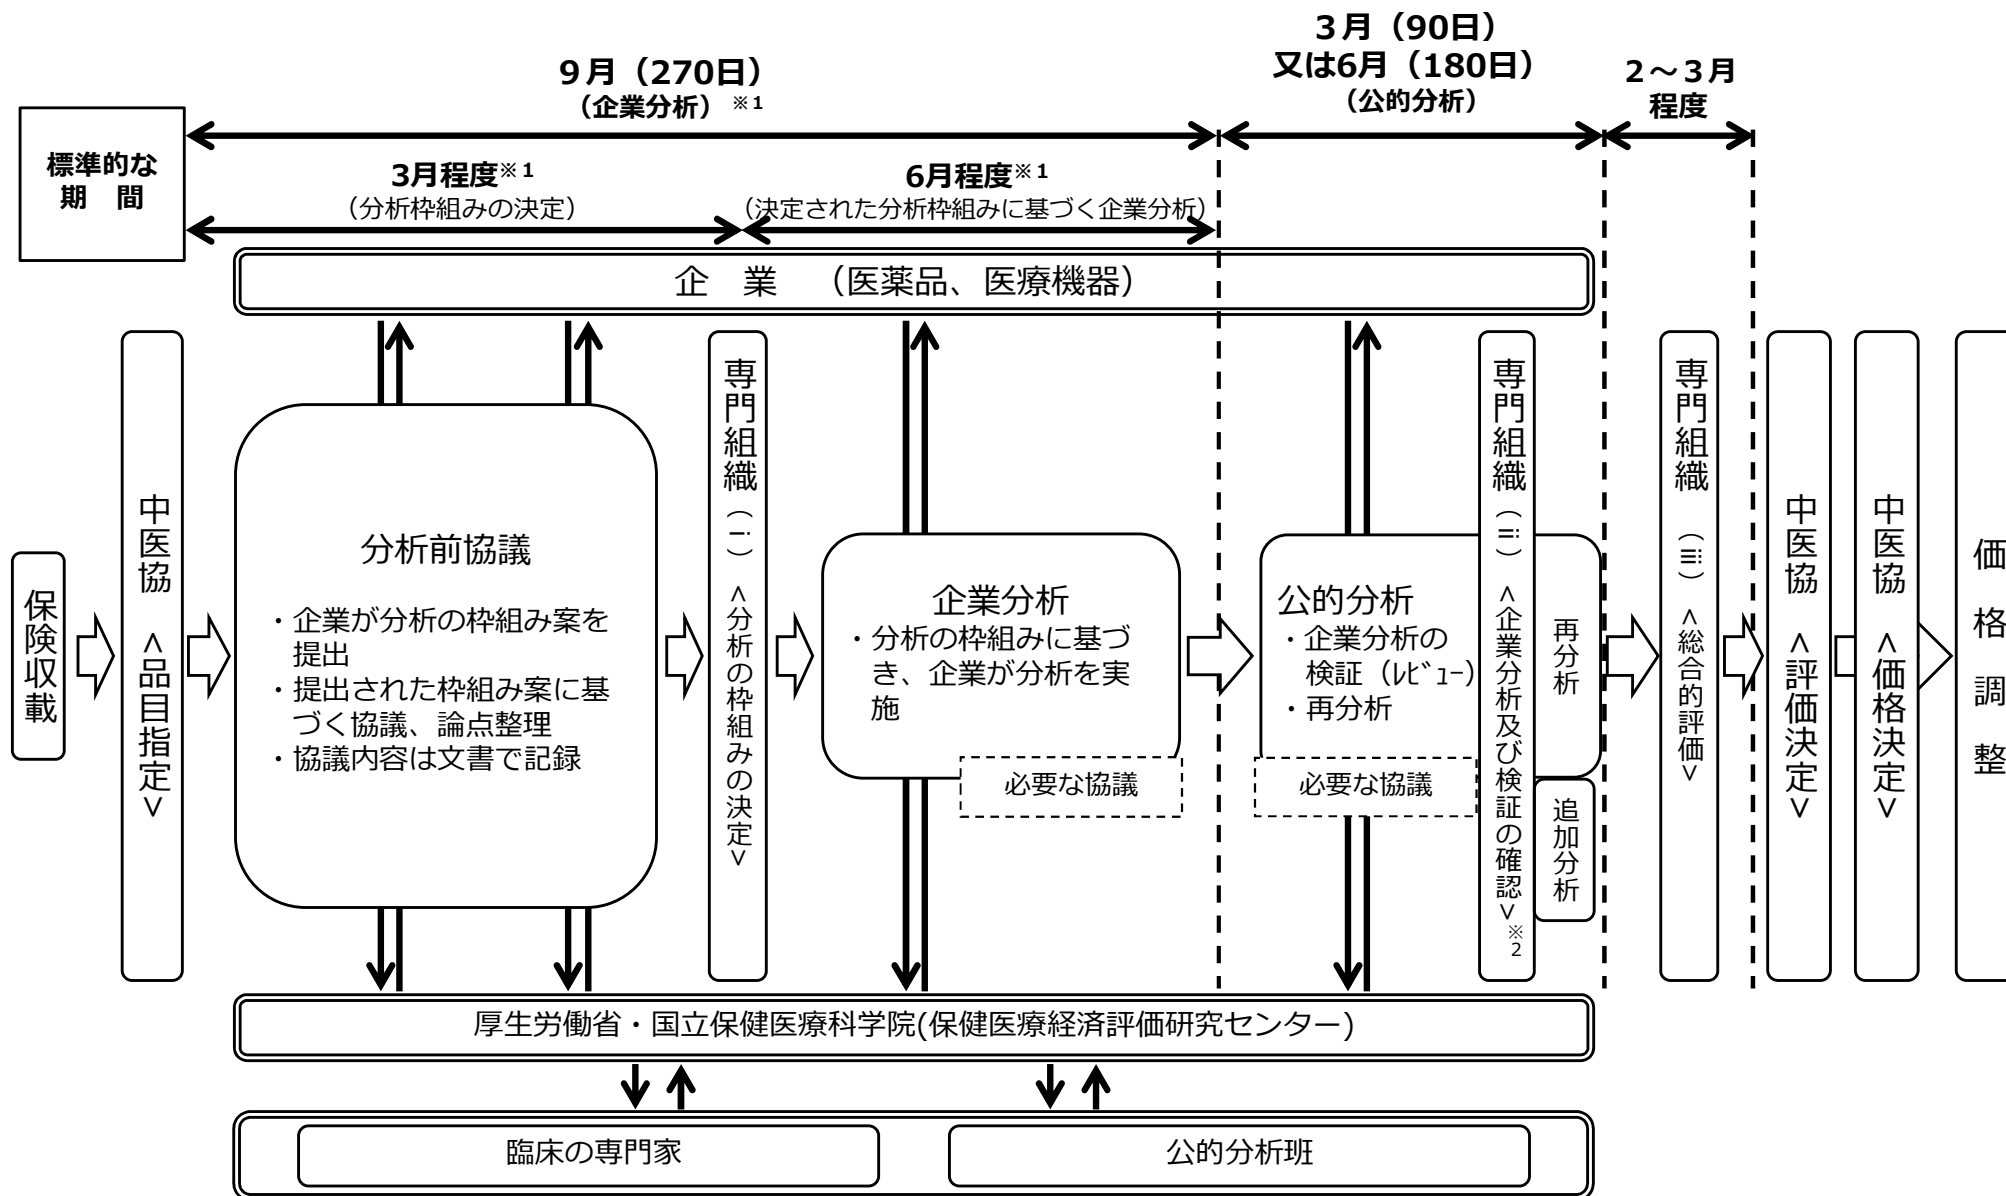 ３月（90日）
又は6月（180日）
（公的分析）
９月（270日）
（企業分析）※１
２～３月
程度
標準的な
期　間
3月程度※１
（分析枠組みの決定）
6月程度※１
（決定された分析枠組みに基づく企業分析）
企　業　（医薬品、医療機器）
保険収載
中医協　<品目指定>
分析前協議
・企業が分析の枠組み案を
提出
・提出された枠組み案に基
づく協議、論点整理
・協議内容は文書で記録
専門組織（ⅰ）<分析の枠組みの決定>
企業分析
・分析の枠組みに基づ
き、企業が分析を実
施
必要な協議
公的分析
・企業分析の
検証（ﾚﾋﾞｭｰ）
・再分析
必要な協議
専門組織（ⅱ）<企業分析及び検証の確認>※2
再分析
追加分析
専門組織　（ⅲ）<総合的評価>
中医協　<評価決定>
中医協　<価格決定>
価格調整
厚生労働省・国立保健医療科学院(保健医療経済評価研究センター)
臨床の専門家
公的分析班